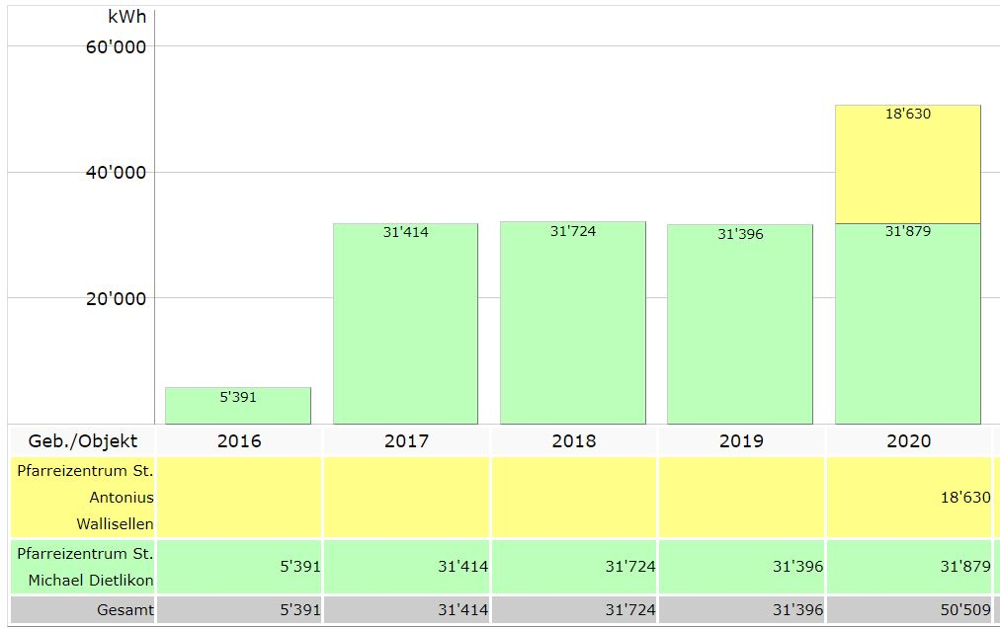 kWh
60'000
40'000
20'000
18'630
31'414
31'724
31'396
31'879
5'391
Geb./Objekt 2016 2017 2018 2019 2020
Pfarreizentrum St.
Antonius 18'630
Wallisellen
Pfarreizentrum St.
Michael Dietlikon 5'391 31'414 31'724 31'396 31'879
Gesamt 5'391 31'414 31'724 31'396 50'509